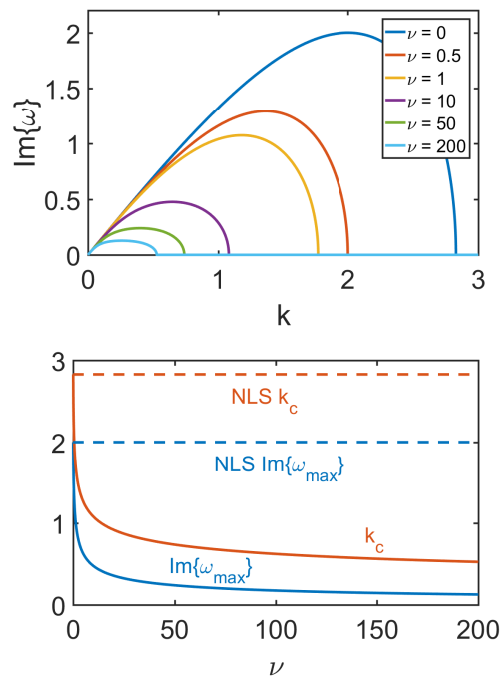 2
1.5
1
0.5
0
Im{ω}
ν = 0
ν = 0.5
ν = 1
ν = 10
ν = 50
ν = 200
0 1 2 3
k
3
2
1
0
NLS k_c
NLS Im{ω_max}
k_c
Im{ω_max}
0 50 100 150 200
ν